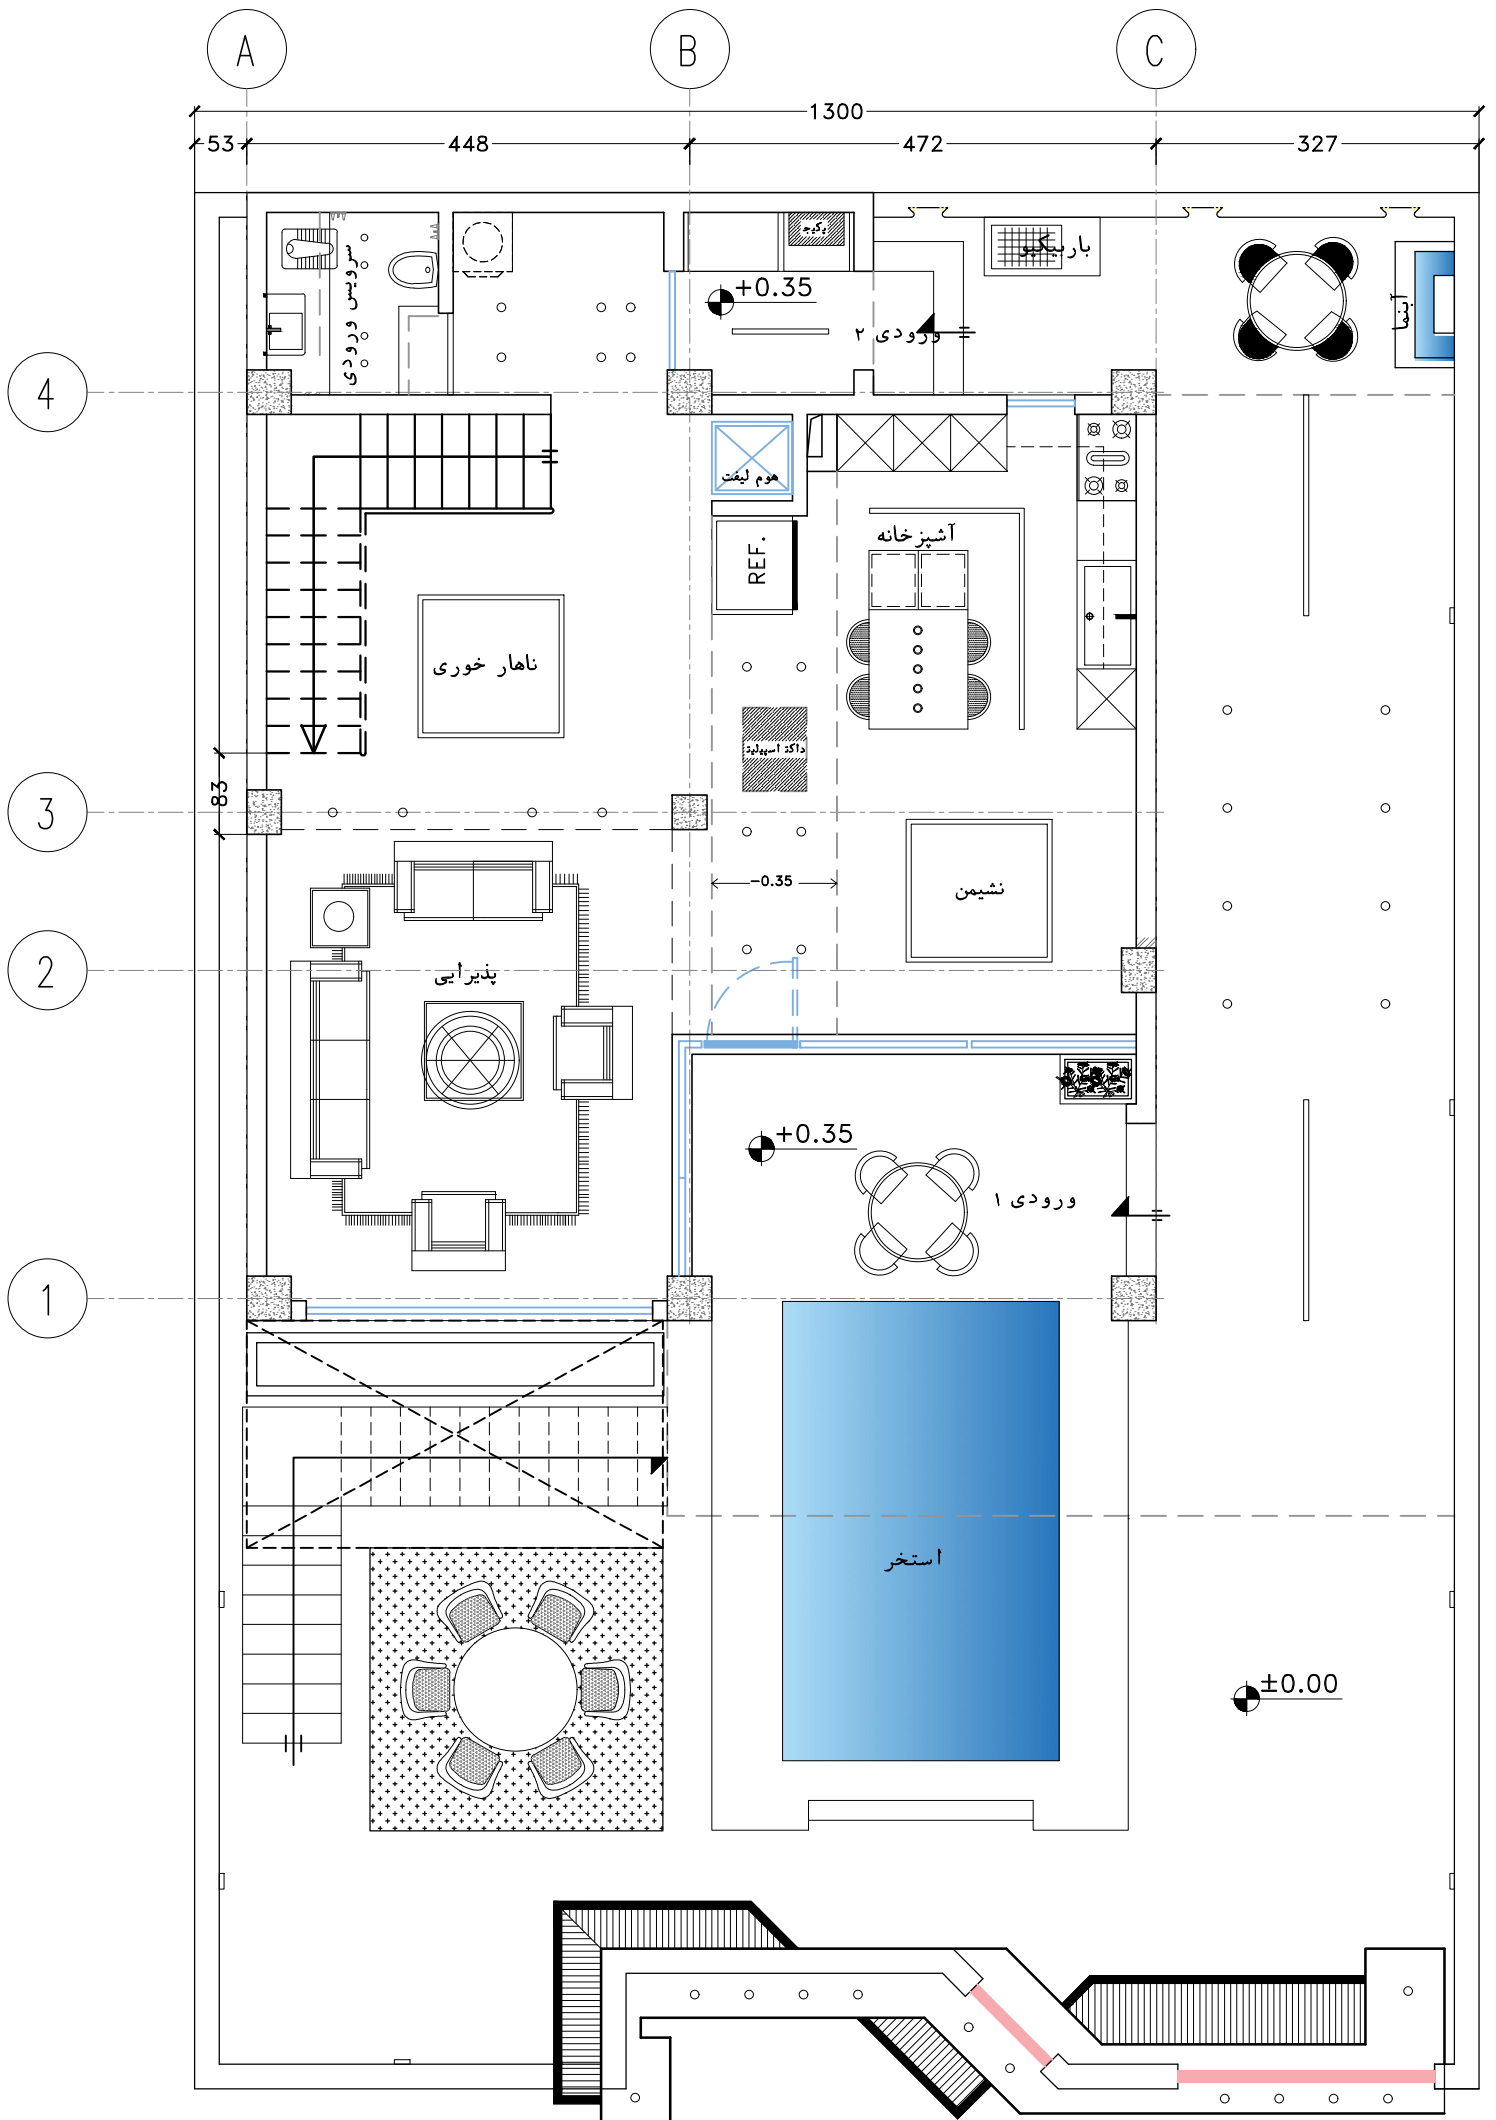 A
B
C
1300
53
448
472
327
پکیج
باربیکیو
سرویس ورودی
+0.35
ورودی ۲
آبنما
4
هوم لیفت
آشپزخانه
REF.
ناهار خوری
داکت اسپیلیت
83
3
-0.35
نشیمن
2
پذیرایی
+0.35
ورودی ۱
1
استخر
±0.00